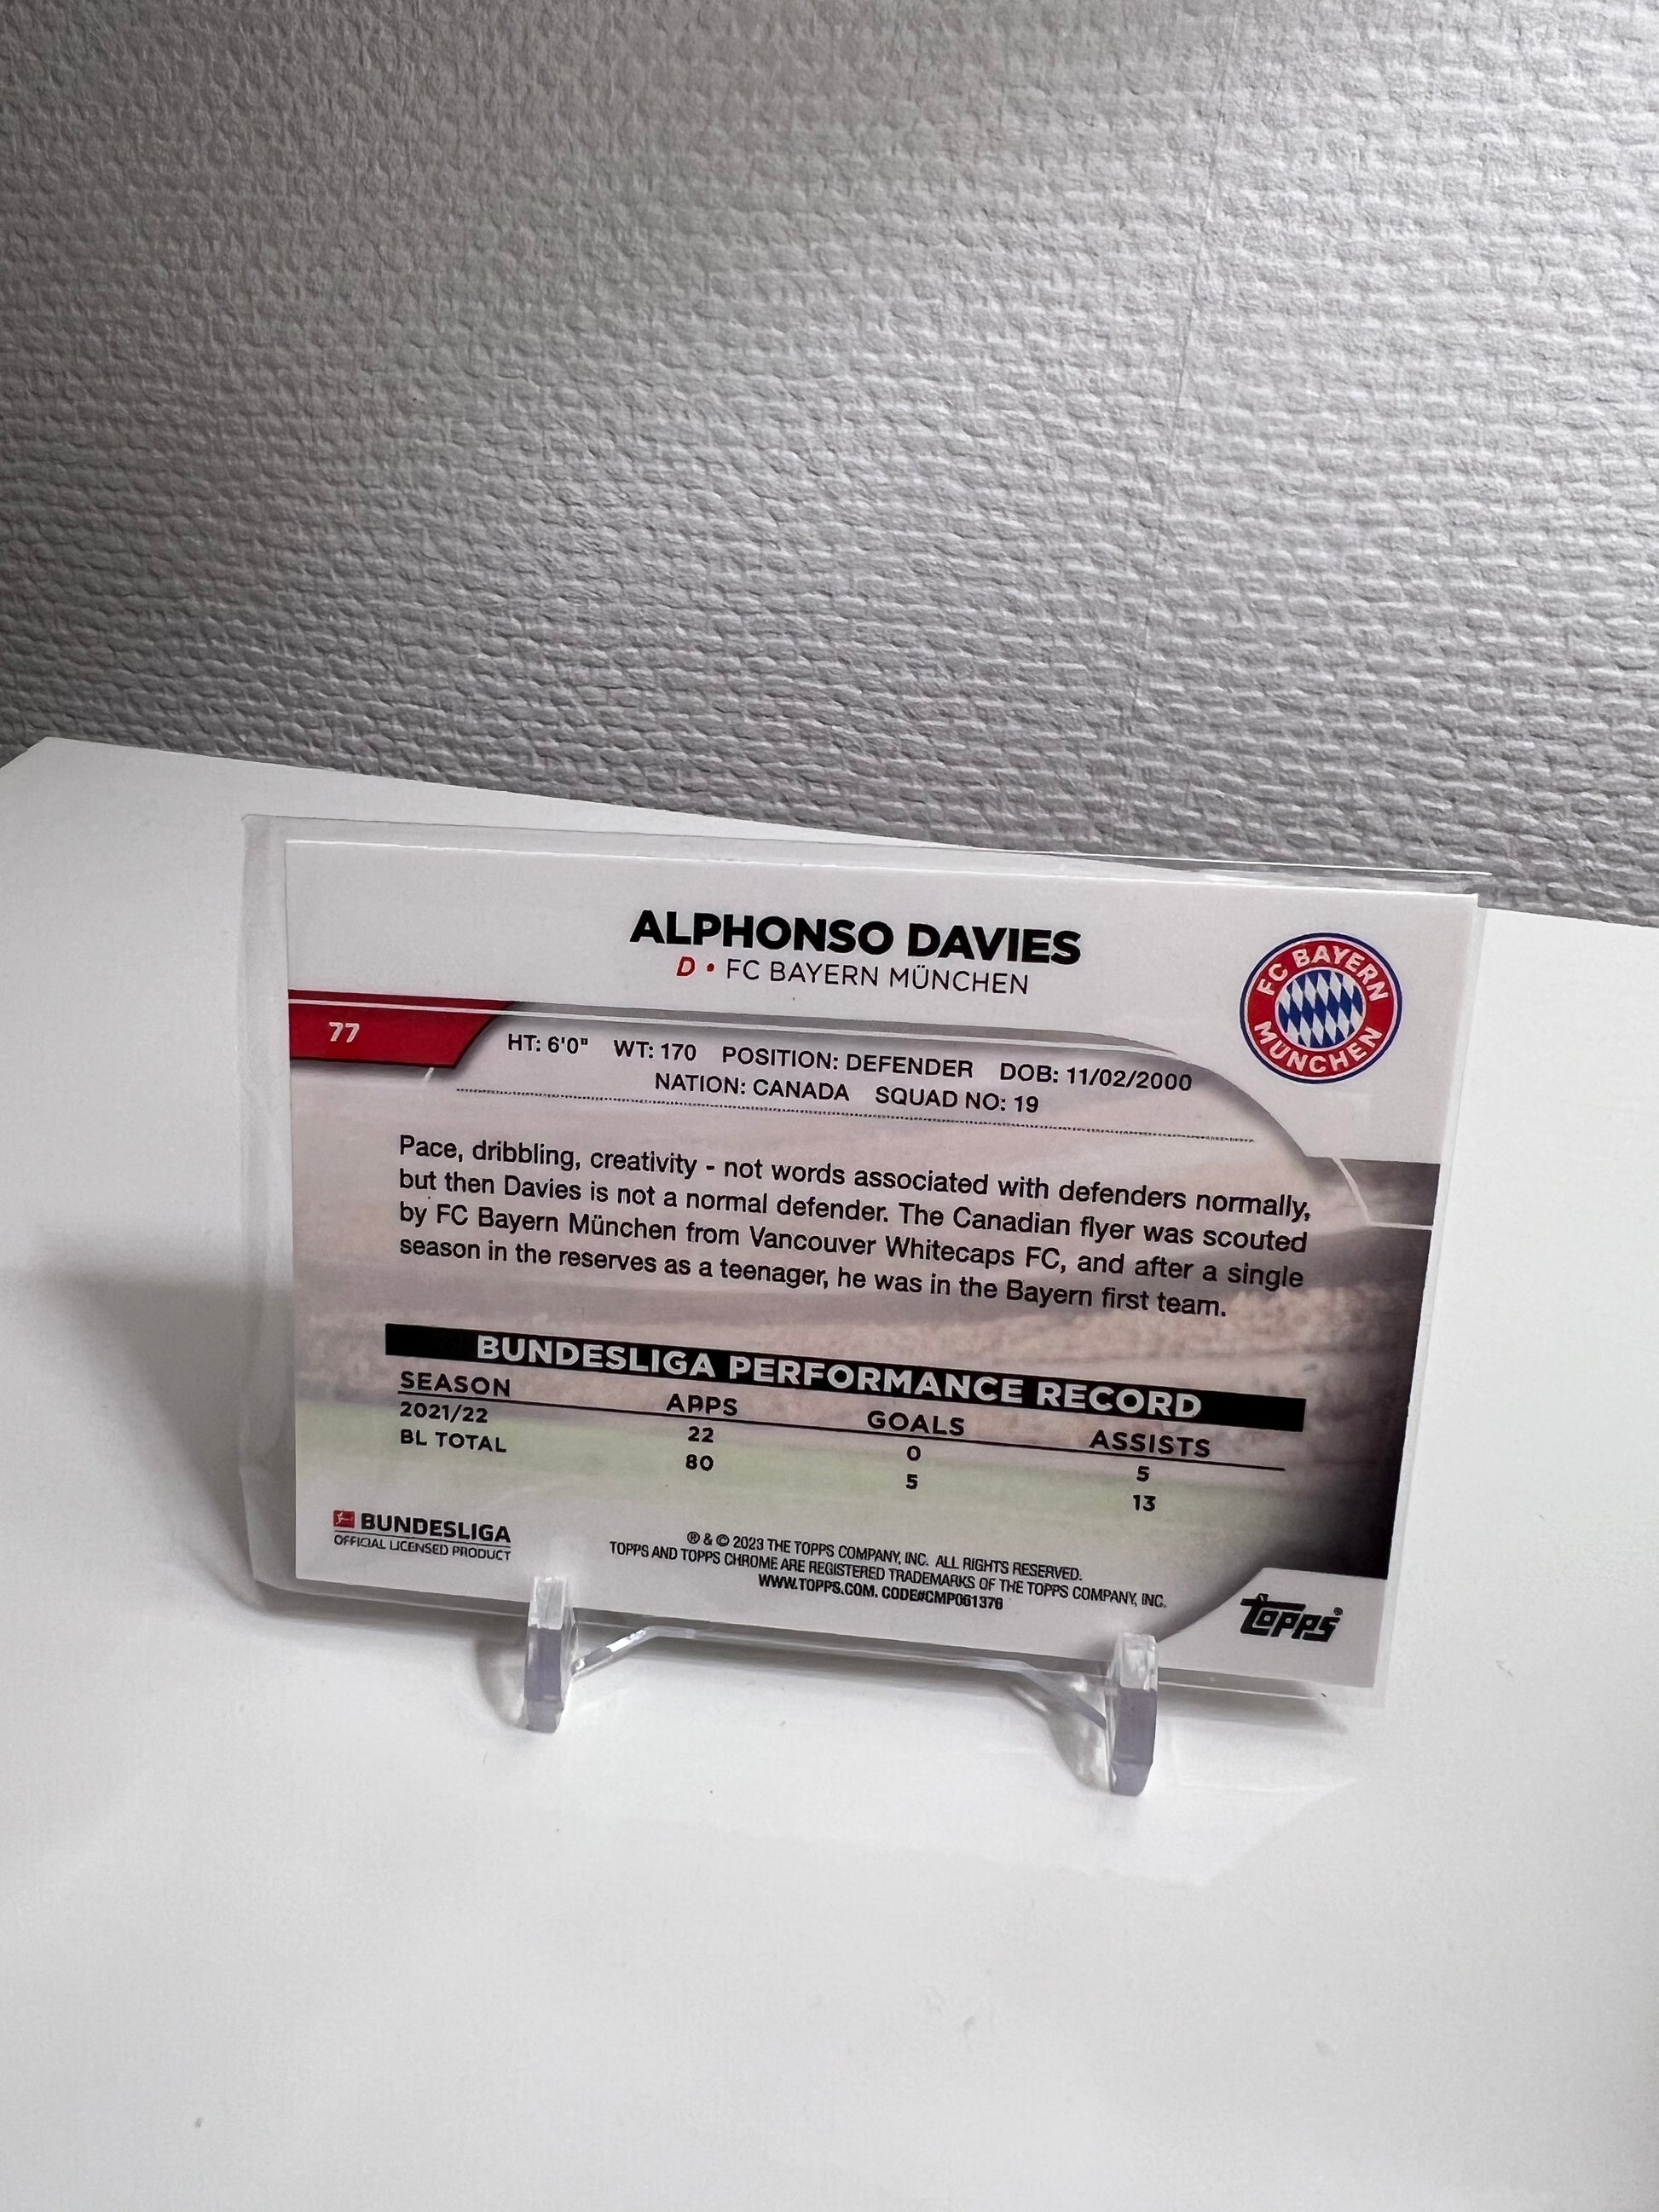 ALPHONSO DAVIES
D • FC BAYERN MÜNCHEN
FC BAYERN
MÜNCHEN
77
HT: 6'0" WT: 170 POSITION: DEFENDER DOB: 11/02/2000
NATION: CANADA SQUAD NO: 19
Pace, dribbling, creativity - not words associated with defenders normally,
but then Davies is not a normal defender. The Canadian flyer was scouted
by FC Bayern München from Vancouver Whitecaps FC, and after a single
season in the reserves as a teenager, he was in the Bayern first team.
BUNDESLIGA PERFORMANCE RECORD
SEASON APPS GOALS ASSISTS
2021/22 22 0 5
BL TOTAL 80 5 13
BUNDESLIGA
OFFICIAL LICENSED PRODUCT
® & © 2023 THE TOPPS COMPANY, INC. ALL RIGHTS RESERVED.
TOPPS AND TOPPS CHROME ARE REGISTERED TRADEMARKS OF THE TOPPS COMPANY, INC.
WWW.TOPPS.COM. CODE#CMP061376
topps®